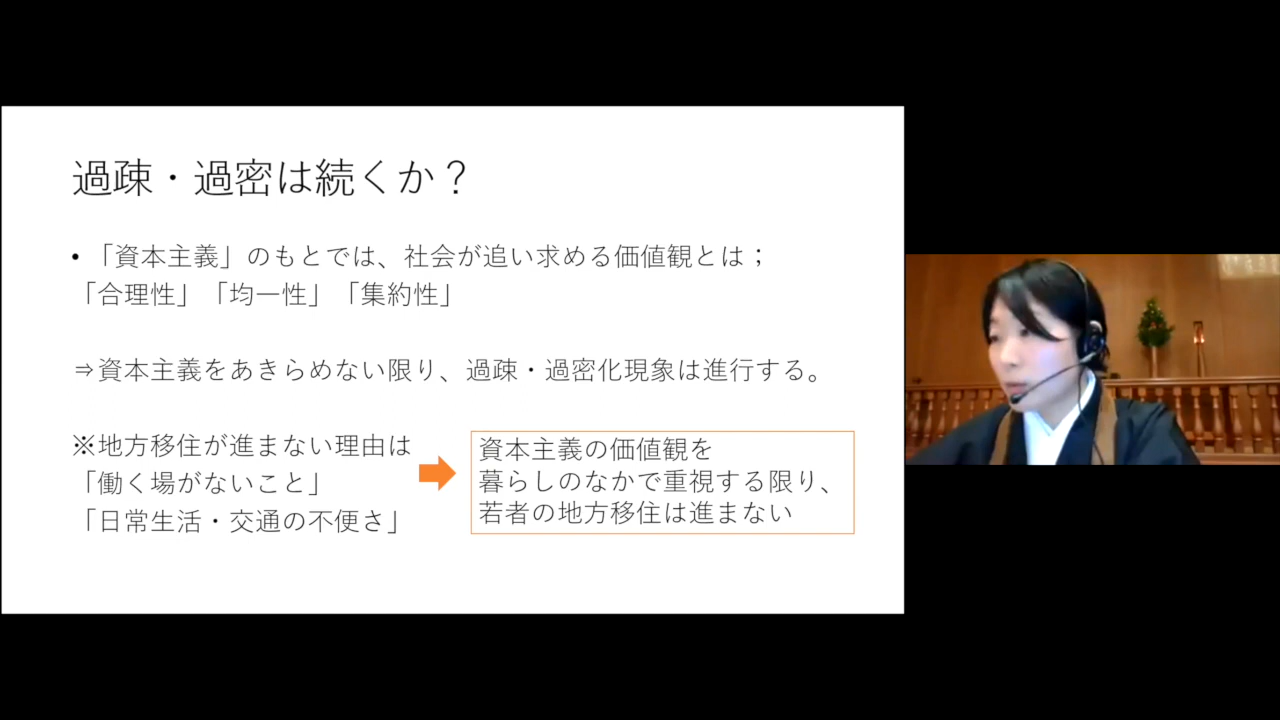 過疎・過密は続くか？
• 「資本主義」のもとでは、社会が追い求める価値観とは；
「合理性」「均一性」「集約性」
⇒資本主義をあきらめない限り、過疎・過密化現象は進行する。
※地方移住が進まない理由は
「働く場がないこと」
「日常生活・交通の不便さ」
資本主義の価値観を
暮らしのなかで重視する限り、
若者の地方移住は進まない